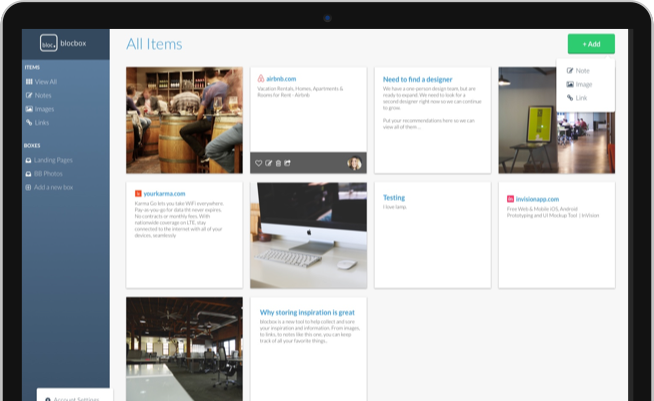 bloc. blocbox
All Items
+ Add
ITEMS
View All
Notes
Images
Links
BOXES
Landing Pages
BB Photos
Add a new box
Note
Image
Link
airbnb.com
Vacation Rentals, Homes, Apartments &
Rooms for Rent - Airbnb
Need to find a designer
We have a one-person design team, but are
ready to expand. We need to look for a
second designer right now so we can continue
to grow.
Put your recommendations here so we can
view all of them...
yourkarma.com
Karma Go lets you take WiFi everywhere.
Pay-as-you-go for data that never expires.
No contracts or monthly fees. With
nationwide coverage on LTE, stay
connected to the internet with all of your
devices, seamlessly.
Testing
I love lamp.
invisionapp.com
Free Web & Mobile iOS, Android
Prototyping and UI Mockup Tool | InVision
Why storing inspiration is great
blocbox is a new tool to help collect and save
your inspiration and information. From images,
to links, to notes like this one, you can keep
track of all your favorite things.
Account Settings